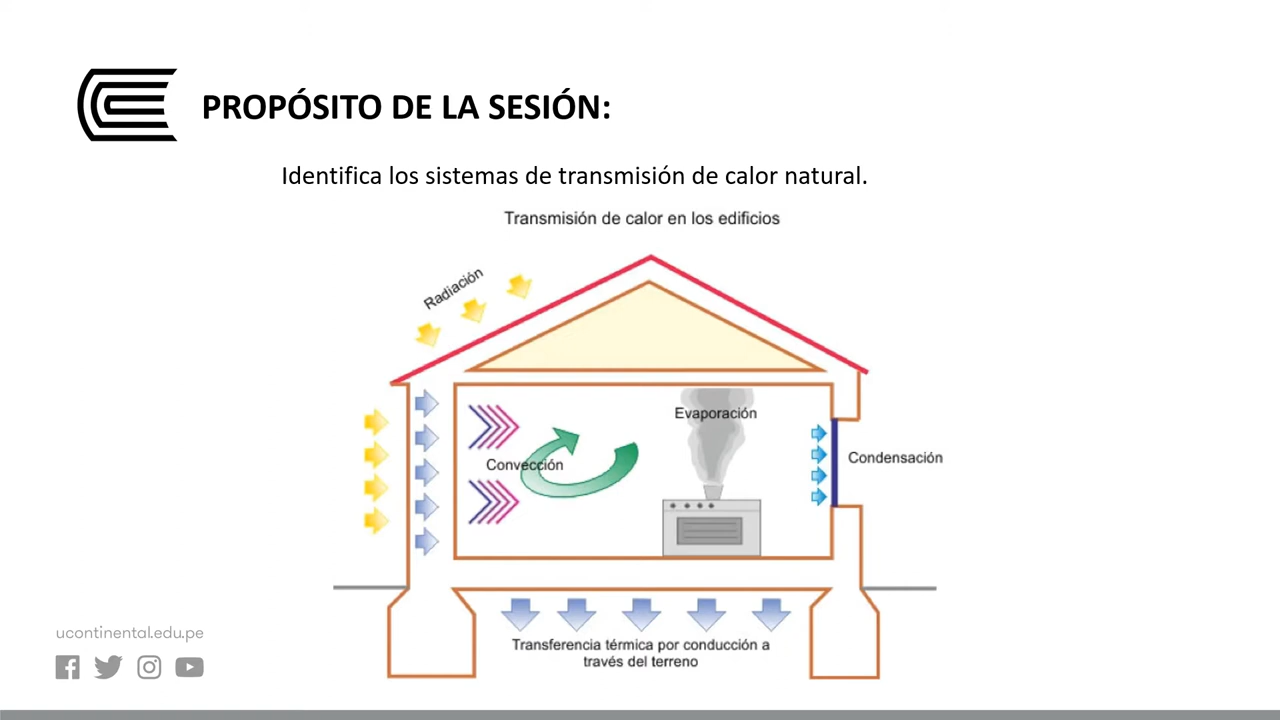 PROPÓSITO DE LA SESIÓN:
Identifica los sistemas de transmisión de calor natural.
Transmisión de calor en los edificios
Radiación
Evaporación
Convección
Condensación
Transferencia térmica por conducción a
través del terreno
ucontinental.edu.pe